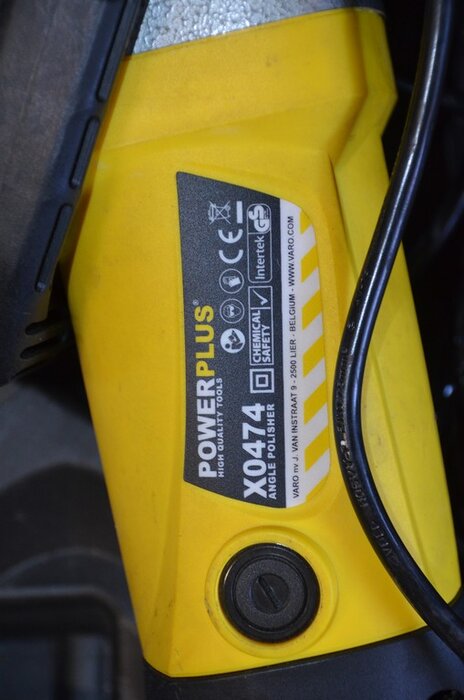 POWERPLUS®
HIGH QUALITY TOOLS
X0474
ANGLE POLISHER
CHEMICAL
SAFETY
CE
Intertek
GS
VARO nv J. VAN INSTRAAT 9 - 2500 LIER - BELGIUM - WWW.VARO.COM